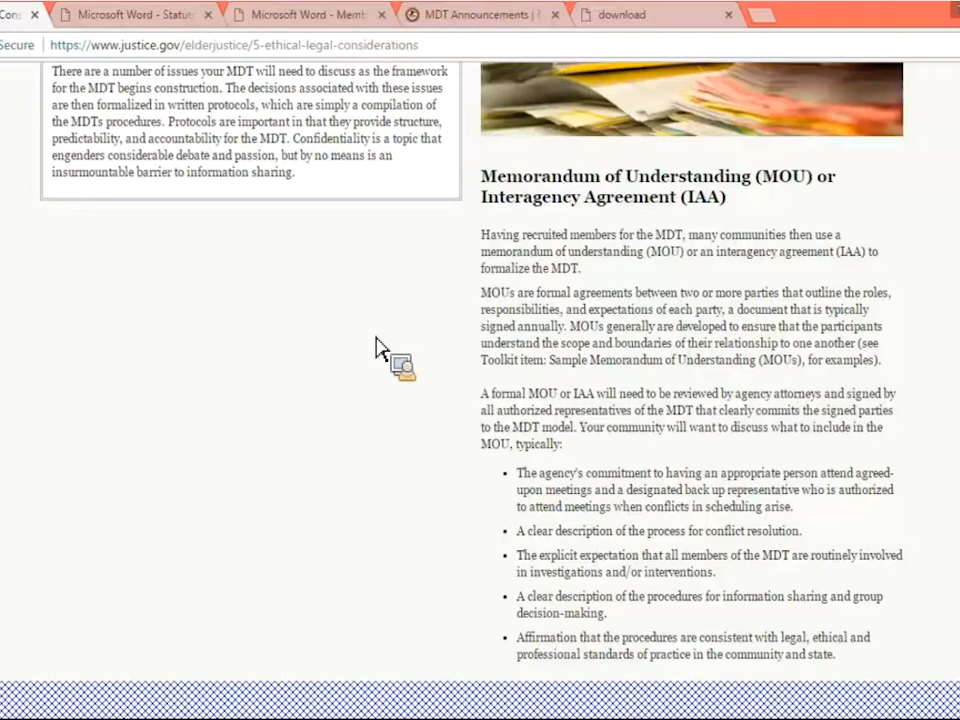 Cons
Microsoft Word - Statut
Microsoft Word - Memb
MDT Announcements |
download
Secure
https://www.justice.gov/elderjustice/5-ethical-legal-considerations
There are a number of issues your MDT will need to discuss as the framework
for the MDT begins construction. The decisions associated with these issues
are then formalized in written protocols, which are simply a compilation of
the MDTs procedures. Protocols are important in that they provide structure,
predictability, and accountability for the MDT. Confidentiality is a topic that
engenders considerable debate and passion, but by no means is an
insurmountable barrier to information sharing.
Memorandum of Understanding (MOU) or
Interagency Agreement (IAA)
Having recruited members for the MDT, many communities then use a
memorandum of understanding (MOU) or an interagency agreement (IAA) to
formalize the MDT.
MOUs are formal agreements between two or more parties that outline the roles,
responsibilities, and expectations of each party, a document that is typically
signed annually. MOUs generally are developed to ensure that the participants
understand the scope and boundaries of their relationship to one another (see
Toolkit item: Sample Memorandum of Understanding (MOUs), for examples).
A formal MOU or IAA will need to be reviewed by agency attorneys and signed by
all authorized representatives of the MDT that clearly commits the signed parties
to the MDT model. Your community will want to discuss what to include in the
MOU, typically:
• The agency's commitment to having an appropriate person attend agreed-
upon meetings and a designated back up representative who is authorized
to attend meetings when conflicts in scheduling arise.
• A clear description of the process for conflict resolution.
• The explicit expectation that all members of the MDT are routinely involved
in investigations and/or interventions.
• A clear description of the procedures for information sharing and group
decision-making.
• Affirmation that the procedures are consistent with legal, ethical and
professional standards of practice in the community and state.